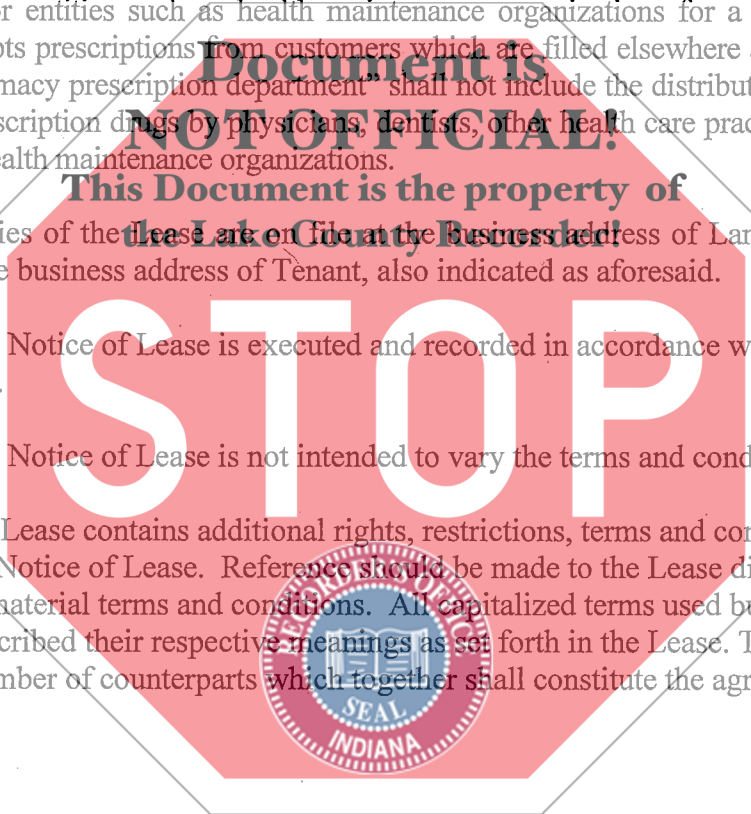 or entities such as health maintenance organizations for a
pts prescriptions from customers which are filled elsewhere
Document is
macy prescription department" shall not include the distribut
scription drugs by physicians, dentists, other health care prac
NOT OFFICIAL!
ealth maintenance organizations.
This Document is the property of
the Lake County Recorder!
ies of the Lease are on file at the Business address of Lan
e business address of Tenant, also indicated as aforesaid.
STOP
Notice of Lease is executed and recorded in accordance w
Notice of Lease is not intended to vary the terms and cond
Lease contains additional rights, restrictions, terms and con
Notice of Lease. Reference should be made to the Lease di
material terms and conditions. All capitalized terms used bu
cribed their respective meanings as set forth in the Lease. T
mber of counterparts which together shall constitute the agr
RECORDER'S OFFICE
SEAL
INDIANA